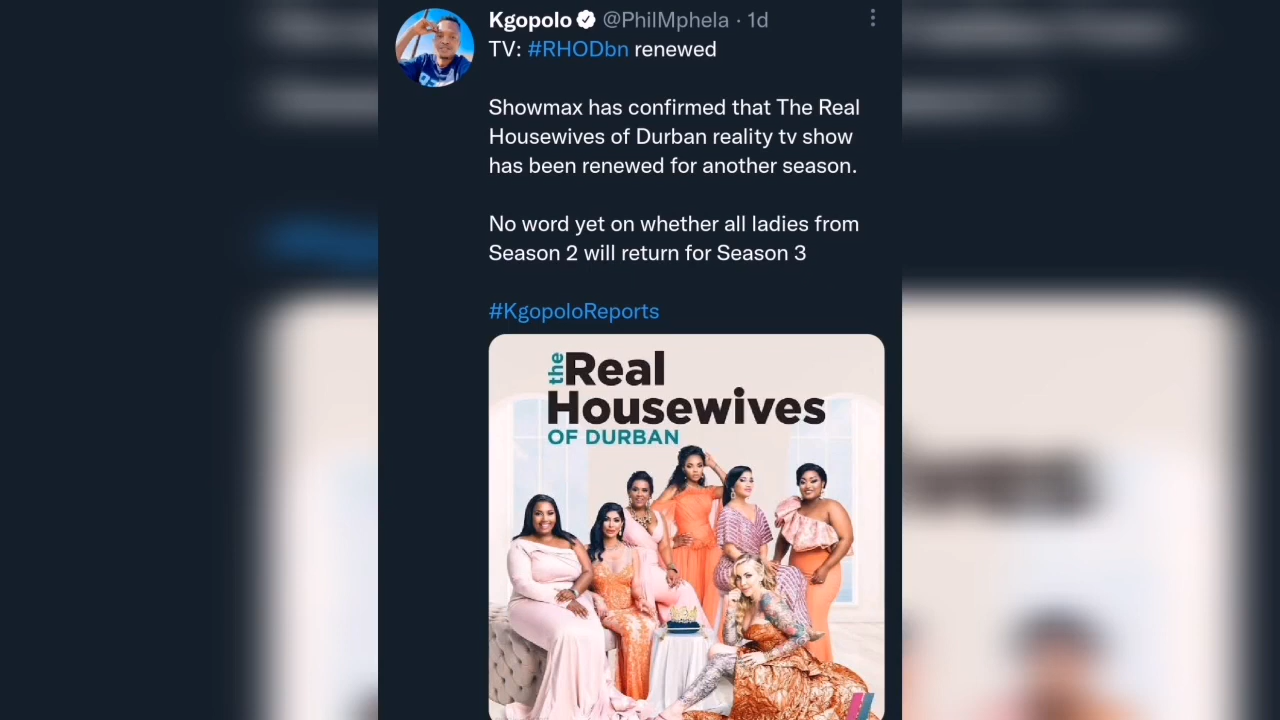 Kgopolo @PhilMphela · 1d
TV: #RHODbn renewed
Showmax has confirmed that The Real
Housewives of Durban reality tv show
has been renewed for another season.
No word yet on whether all ladies from
Season 2 will return for Season 3
#KgopoloReports
the Real
Housewives
OF DURBAN